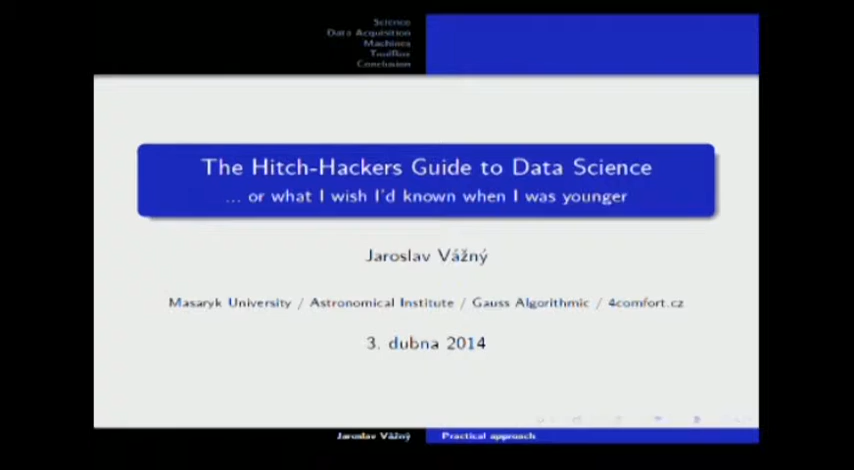 Science
Data Acquisition
Machines
ToolBox
Conclusion
The Hitch-Hackers Guide to Data Science
... or what I wish I'd known when I was younger
Jaroslav Vážný
Masaryk University / Astronomical Institute / Gauss Algorithmic / 4comfort.cz
3. dubna 2014
Jaroslav Vážný
Practical approach